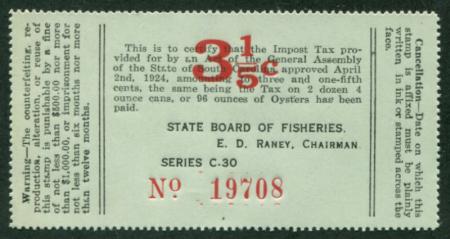 Warning—The counterfeiting, re-
production, alteration, or reuse of
this stamp is punishable by a fine
of not less than $500.00 nor more
than $1,000.00, or imprisonment for
not less than six months nor more
than twelve months.
3 1/5 c
This is to certify that the Impost Tax pro-
vided for by an Act of the General Assembly
of the State of South Carolina, approved April
2nd, 1924, amounting to three and one-fifth
cents, the same being the Tax on 2 dozen 4
ounce cans, or 96 ounces of Oysters has been
paid.
STATE BOARD OF FISHERIES.
E. D. RANEY, CHAIRMAN.
SERIES C-30
No 19708
Cancellation—Date on which this
stamp is affixed must be plainly
written in ink or stamped across the
face.